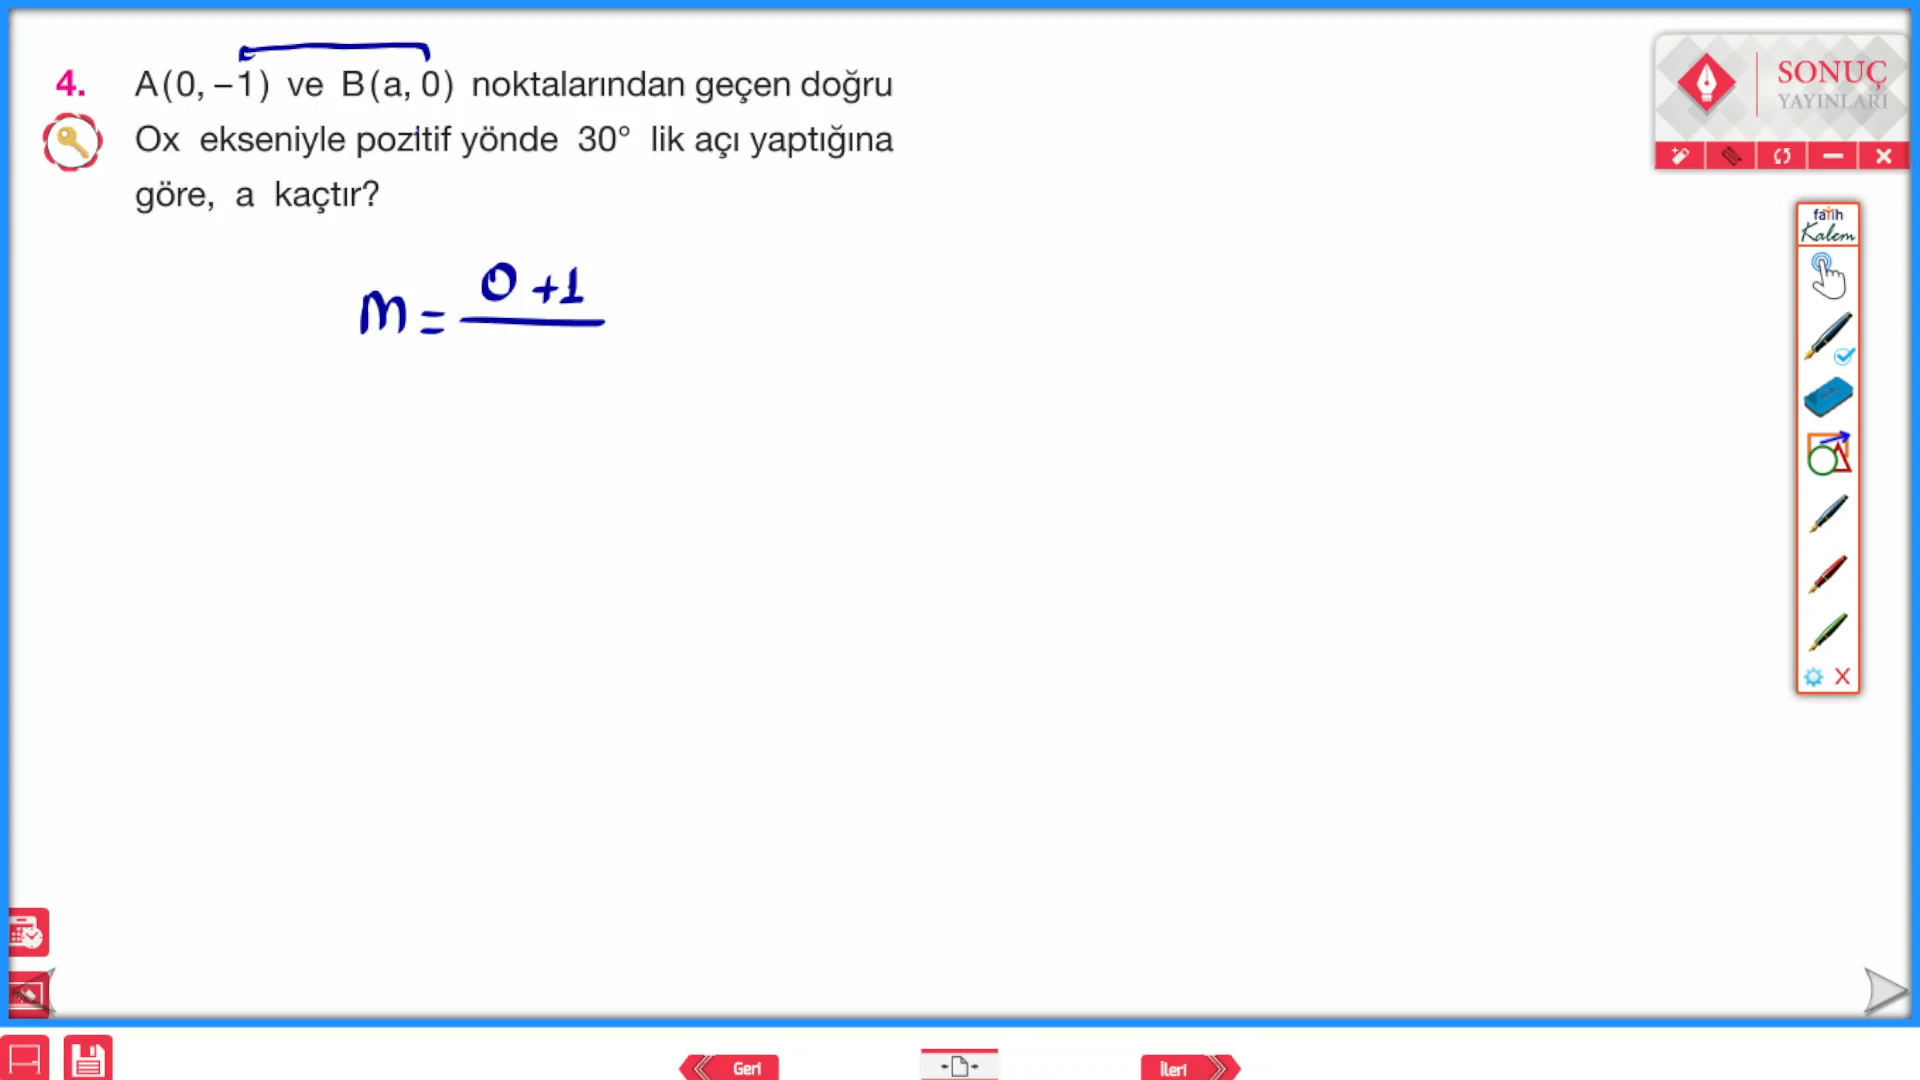 4. A(0, −1) ve B(a, 0) noktalarından geçen doğru
Ox ekseniyle pozitif yönde 30° lik açı yaptığına
göre, a kaçtır?
m = 0 + 1
SONUÇ
YAYINLARI
fatih
Kalem
Geri
İleri